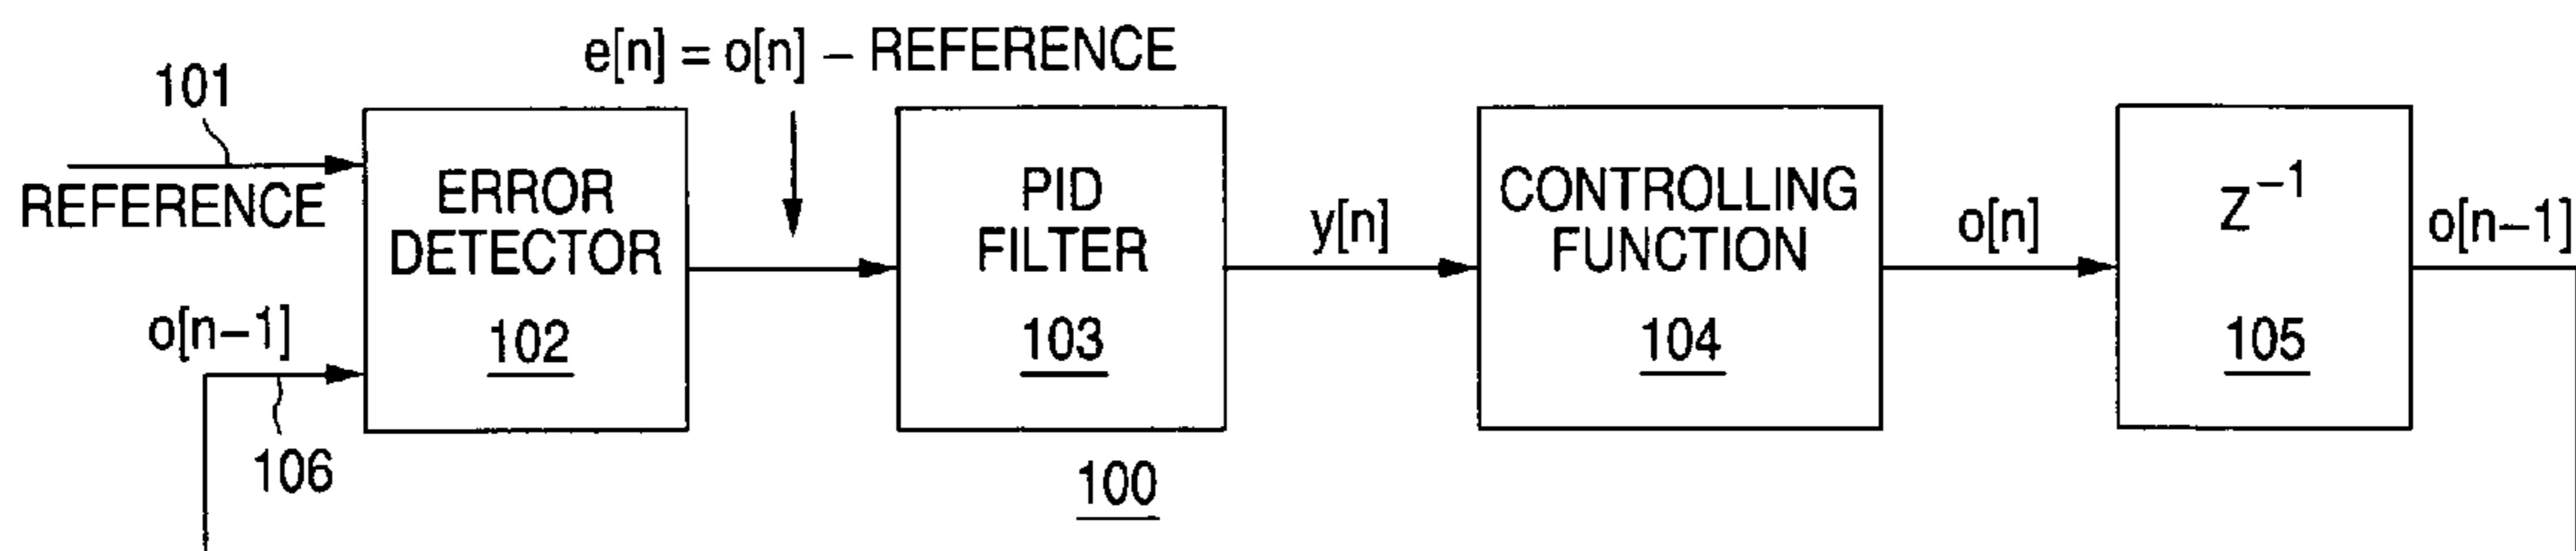 e[n] = o[n] – REFERENCE
101
REFERENCE
o[n–1]
106
ERROR
DETECTOR
102
PID
FILTER
103
y[n]
CONTROLLING
FUNCTION
104
o[n]
Z⁻¹
105
o[n–1]
100